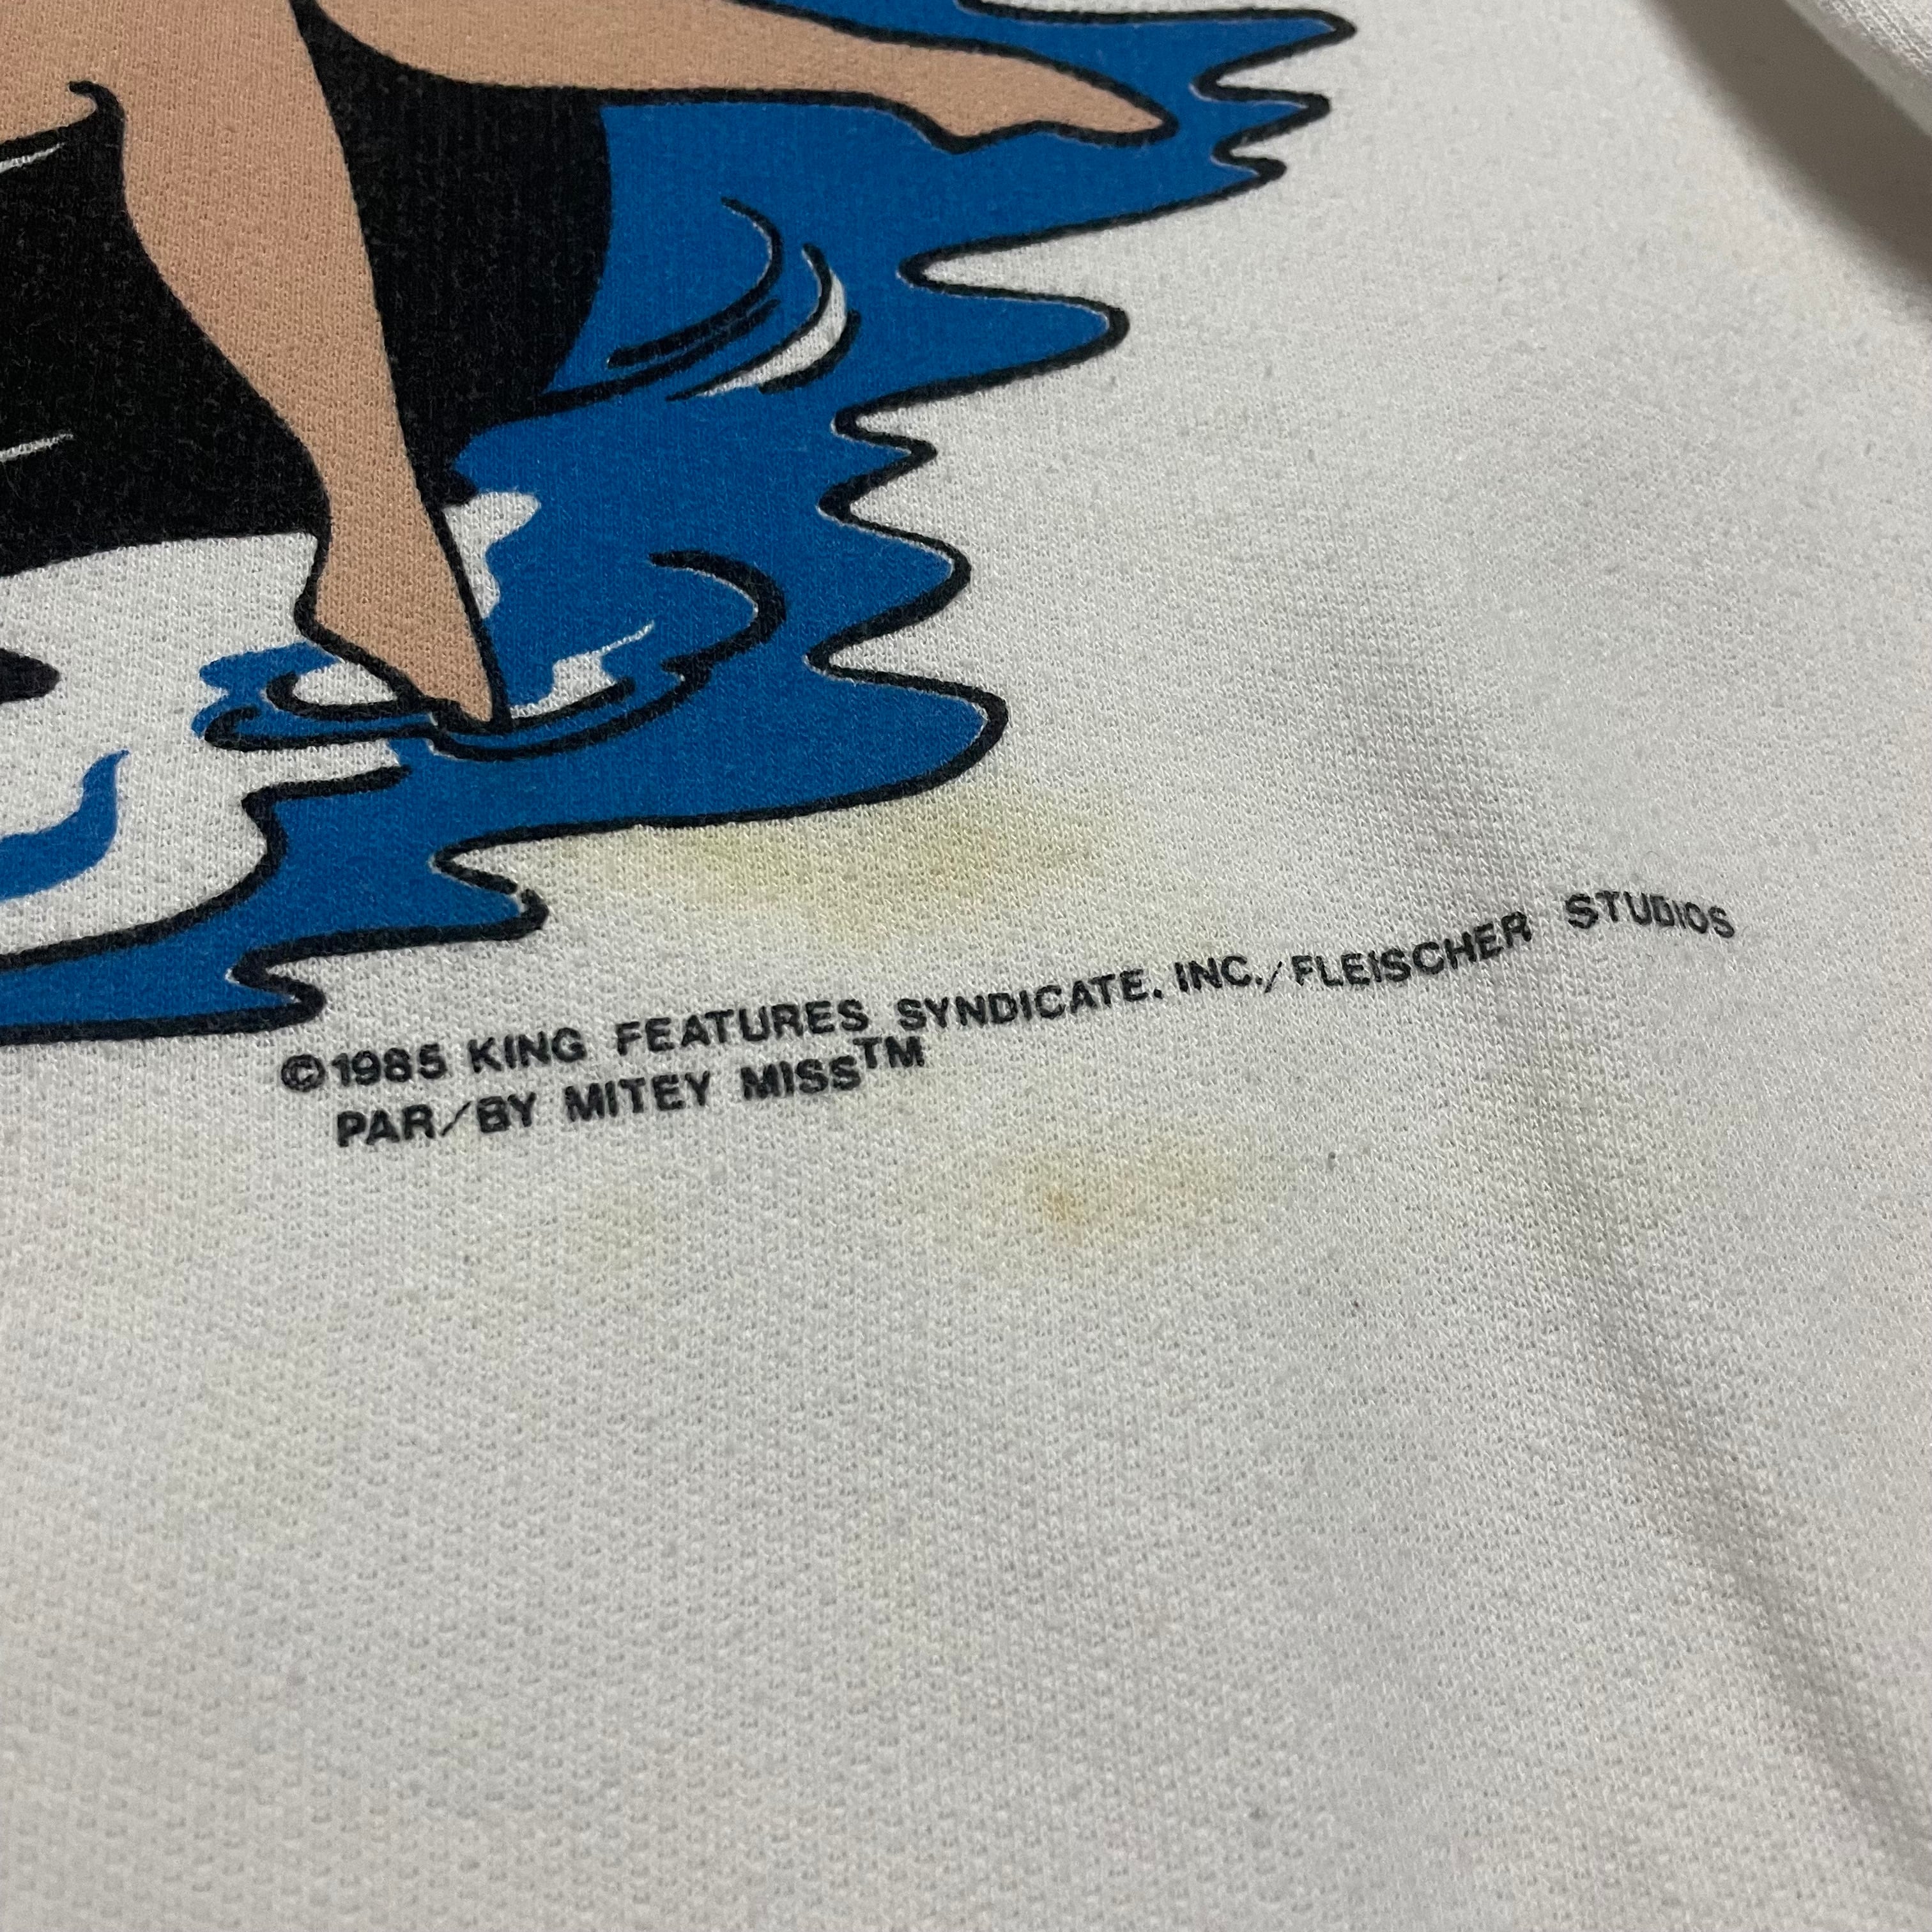 ©1985 KING FEATURES SYNDICATE. INC./FLEISCHER STUDIOS
PAR/BY MITEY MISS™